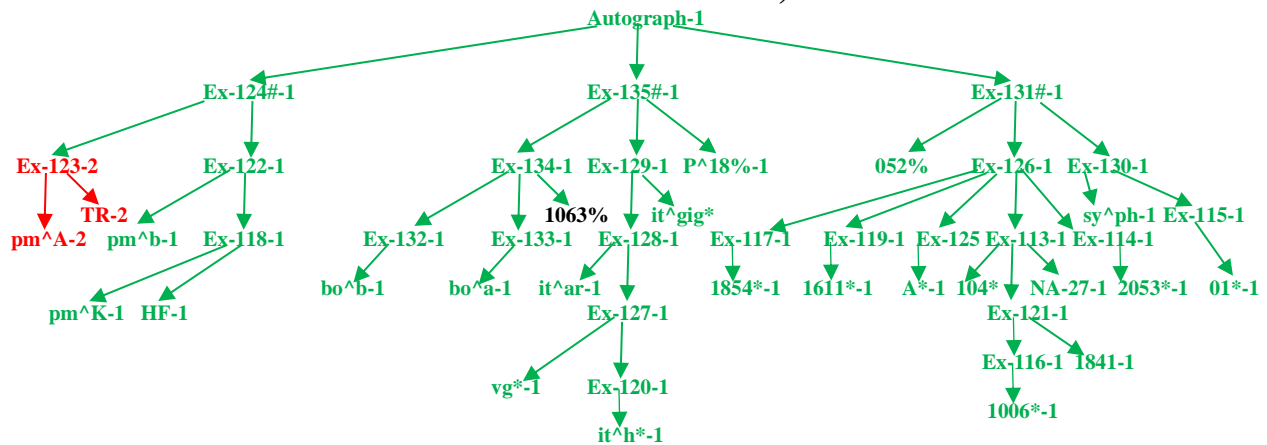 Autograph-1
Ex-124#-1 Ex-135#-1 Ex-131#-1
Ex-123-2 Ex-122-1 Ex-134-1 Ex-129-1 P^18%-1 052% Ex-126-1 Ex-130-1
TR-2 1063% it^gig* sy^ph-1 Ex-115-1
pm^A-2 pm^b-1 Ex-118-1 Ex-132-1 Ex-133-1 Ex-128-1 Ex-117-1 Ex-119-1 Ex-125 Ex-113-1 Ex-114-1
bo^b-1 bo^a-1 it^ar-1 1854*-1 1611*-1 A*-1 104* NA-27-1 2053*-1 01*-1
pm^K-1 HF-1 Ex-127-1 Ex-121-1
vg*-1 Ex-120-1 Ex-116-1 1841-1
1006*-1
it^h*-1